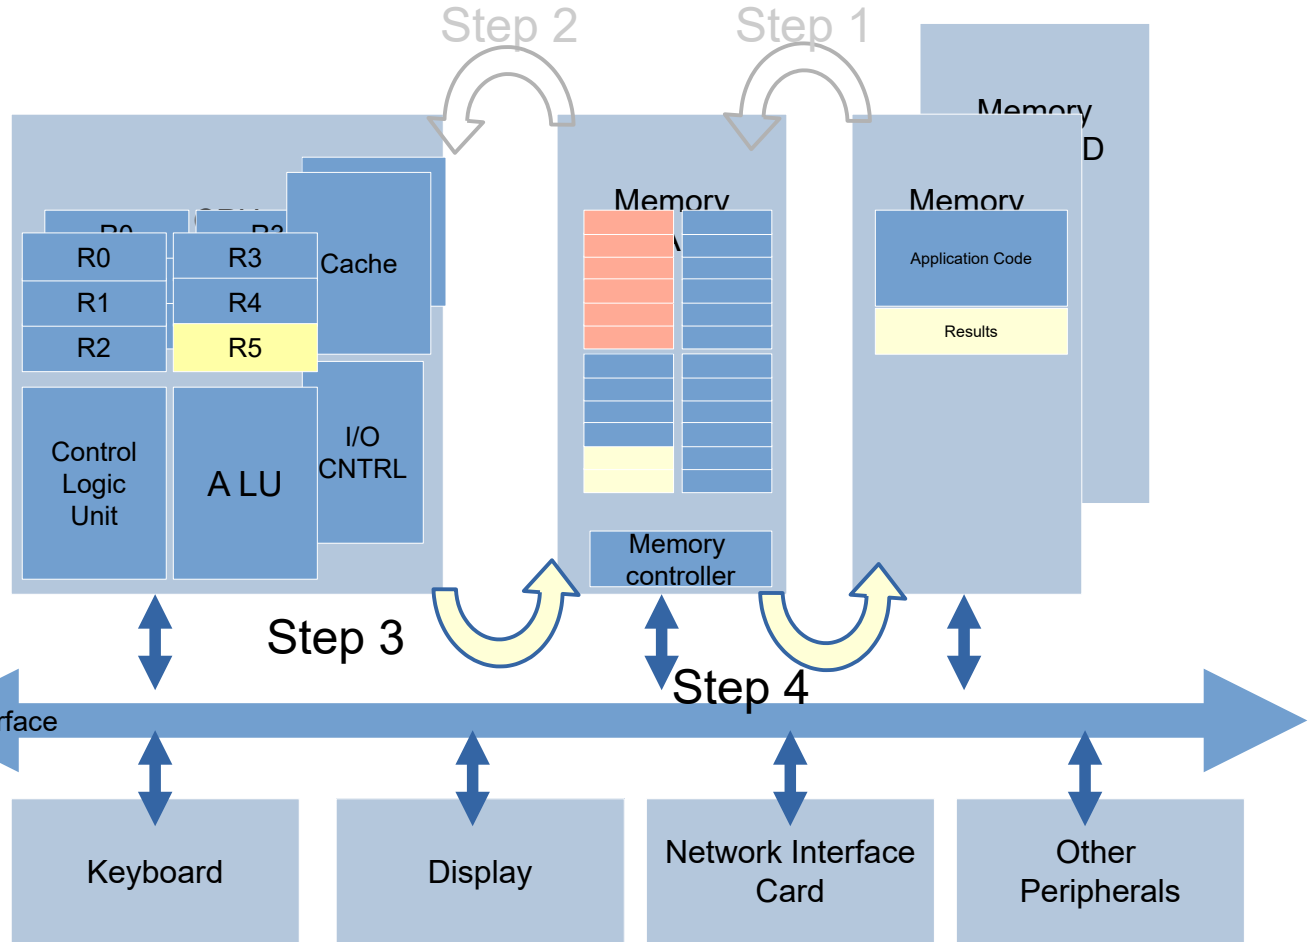 Step 2
Step 1
Memory
D
Memory
Memory
R0
R3
R0
R3
Cache
R1
R4
R2
R5
Application Code
Results
Control
Logic
Unit
A LU
I/O
CNTRL
Memory
controller
Step 3
Step 4
rface
Keyboard
Display
Network Interface
Card
Other
Peripherals